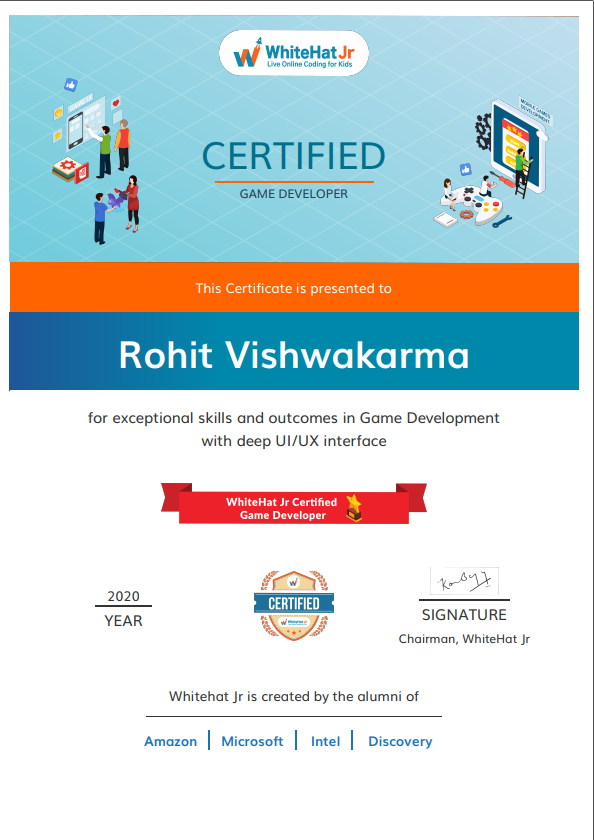 WhiteHat Jr
Live Online Coding for Kids
MOBILE GAMES
DEVELOPMENT
CERTIFIED
GAME DEVELOPER
This Certificate is presented to
Rohit Vishwakarma
for exceptional skills and outcomes in Game Development
with deep UI/UX interface
WhiteHat Jr Certified
Game Developer
2020
YEAR
CERTIFIED
WhiteHat Jr
SIGNATURE
Chairman, WhiteHat Jr
Whitehat Jr is created by the alumni of
Amazon | Microsoft | Intel | Discovery